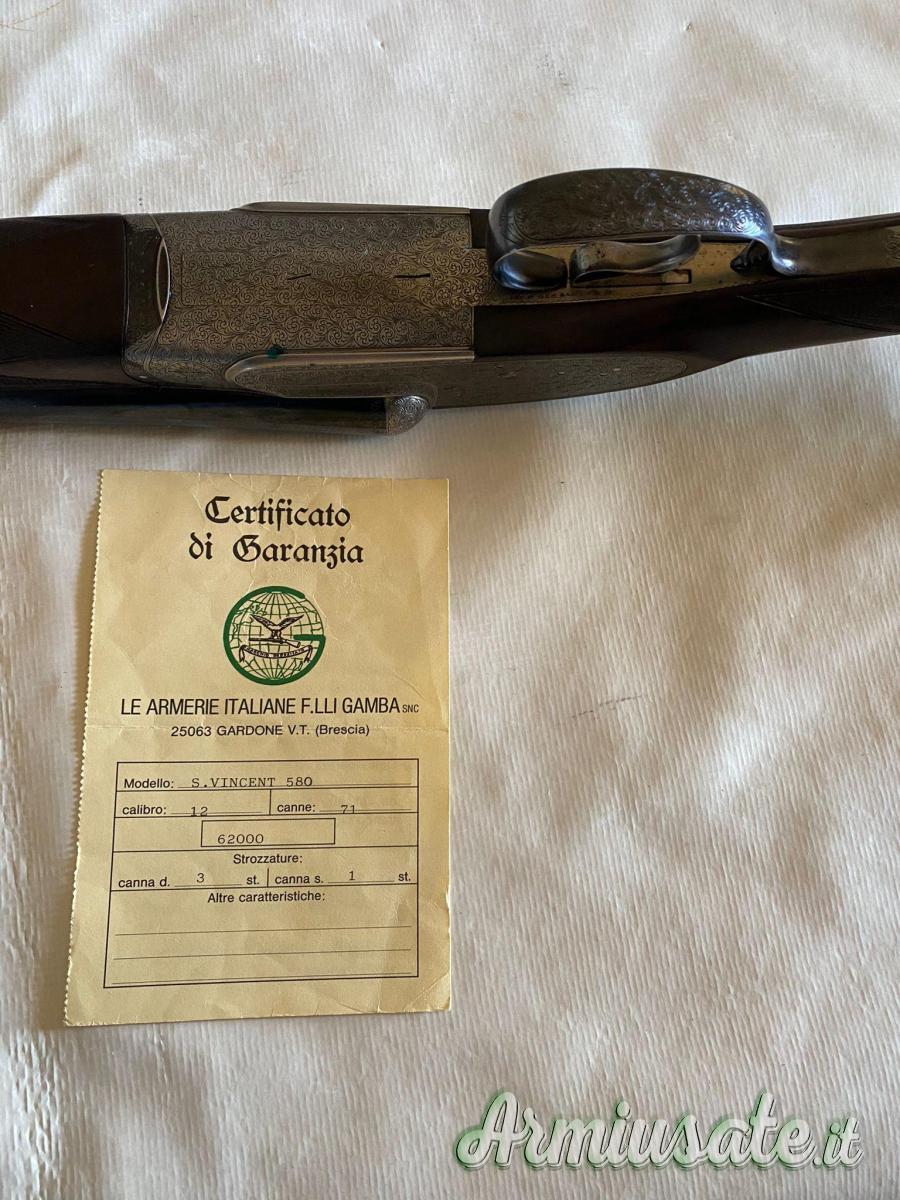 Certificato
di Garanzia
G
LE ARMERIE ITALIANE F.LLI GAMBA SNC
25063 GARDONE V.T. (Brescia)
Modello: S.VINCENT 580
calibro: 12 canne: 71
62000
Strozzature:
canna d. 3 st. canna s. 1 st.
Altre caratteristiche:
Armiusate.it